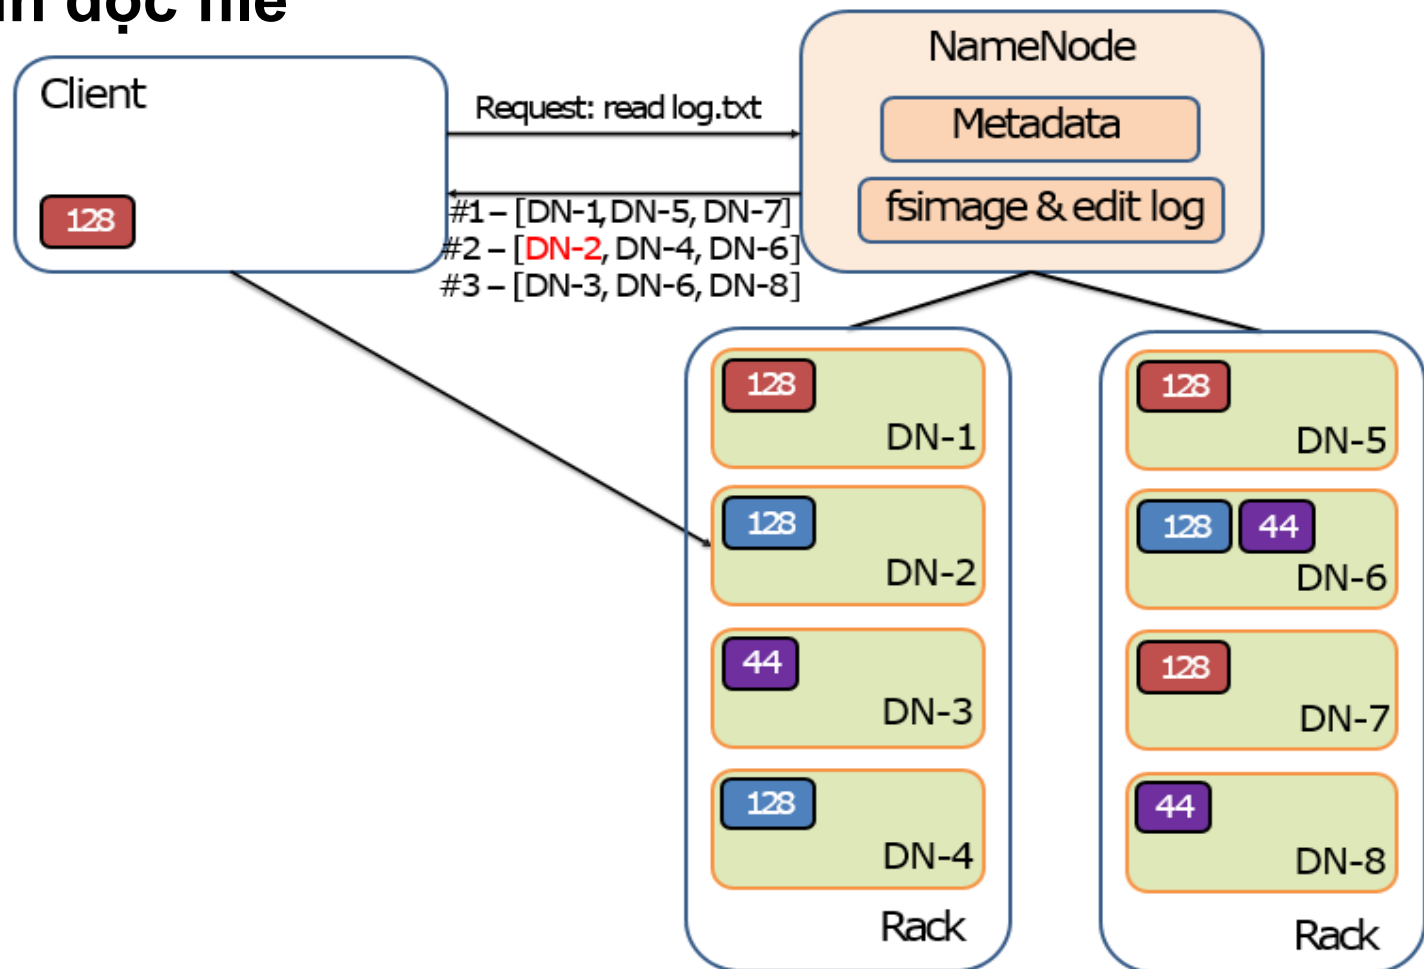 đọc file
Client
128
Request: read log.txt
#1 – [DN-1, DN-5, DN-7]
#2 – [DN-2, DN-4, DN-6]
#3 – [DN-3, DN-6, DN-8]
NameNode
Metadata
fsimage & edit log
128
DN-1
128
DN-2
44
DN-3
128
DN-4
Rack
128
DN-5
128 44
DN-6
128
DN-7
44
DN-8
Rack